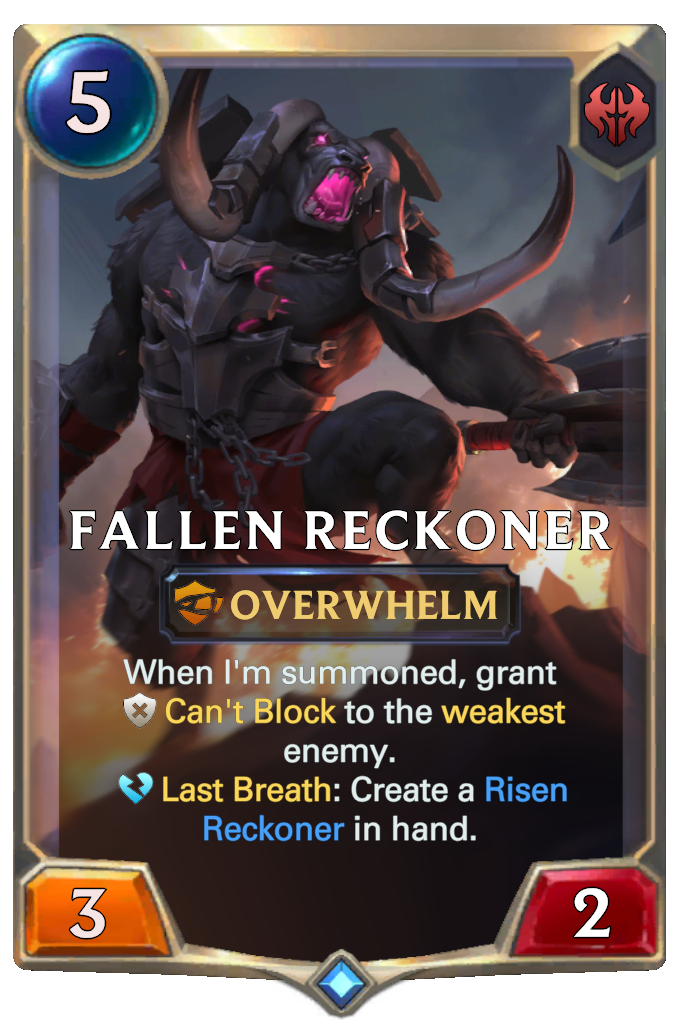 5
FALLEN RECKONER
OVERWHELM
When I'm summoned, grant
Can't Block to the weakest
enemy.
Last Breath: Create a Risen
Reckoner in hand.
3
2